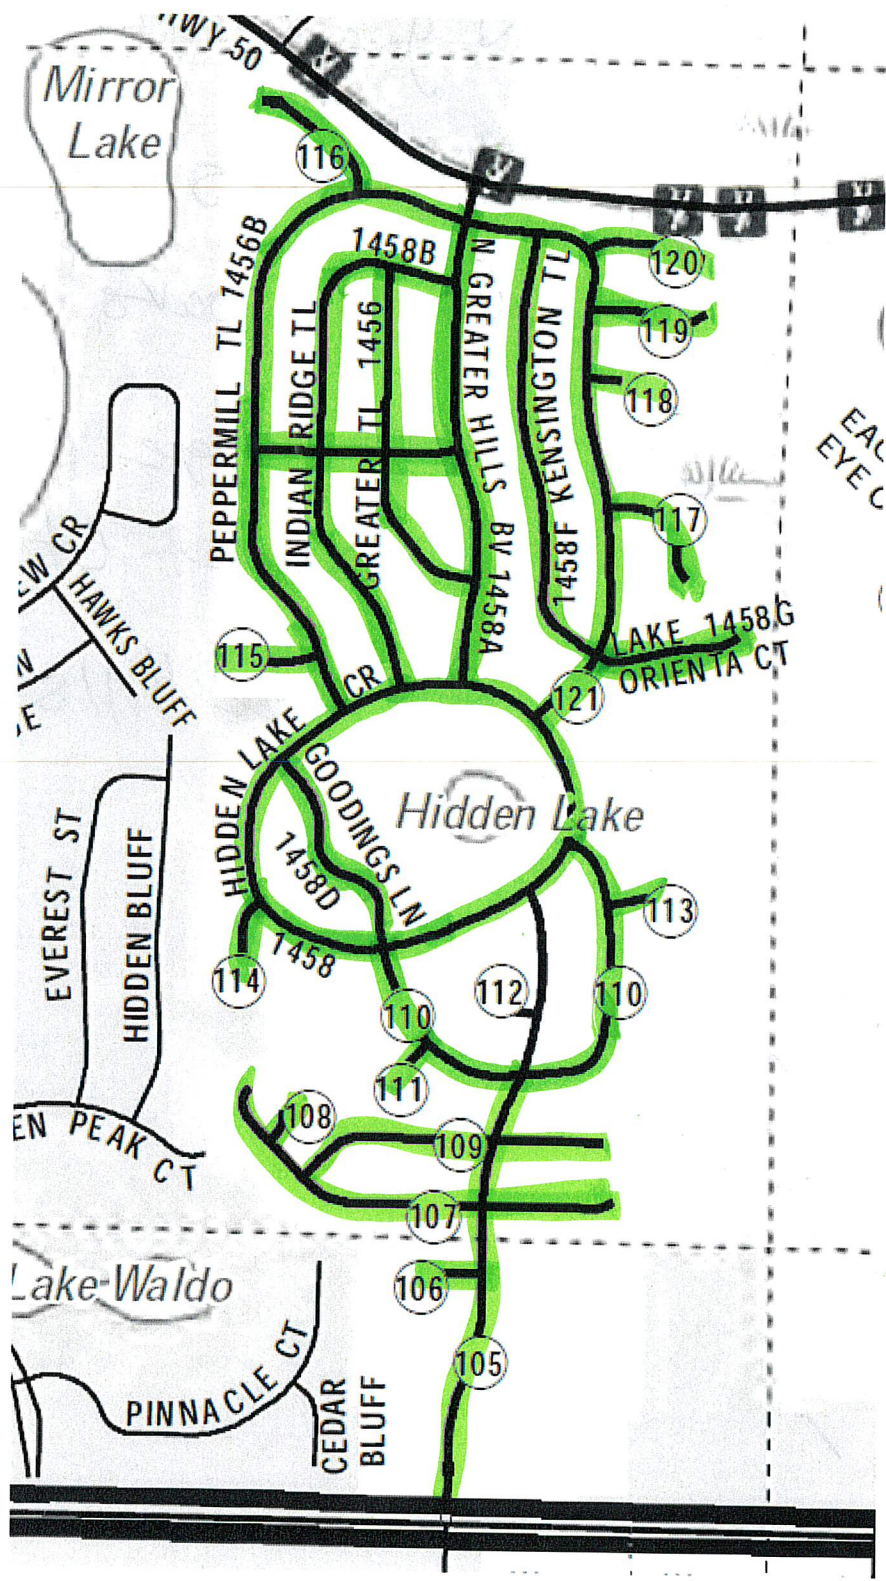 HWY 50
Mirror
Lake
116
1458B
PEPPERMILL TL 1456B
INDIAN RIDGE TL
GREATER TL 1456
N GREATER HILLS BV 1458A
1458F KENSINGTON TL
120
119
118
117
EYE
CR
HAWKS BLUFF
115
LAKE 1458G
ORIENTA CT
121
HIDDEN LAKE CR
GOODINGS LN
1458D
Hidden Lake
1458
EVEREST ST
HIDDEN BLUFF
113
114
112
110
110
111
108
109
PEAK CT
107
Lake Waldo
106
105
PINNACLE CT
CEDAR
BLUFF